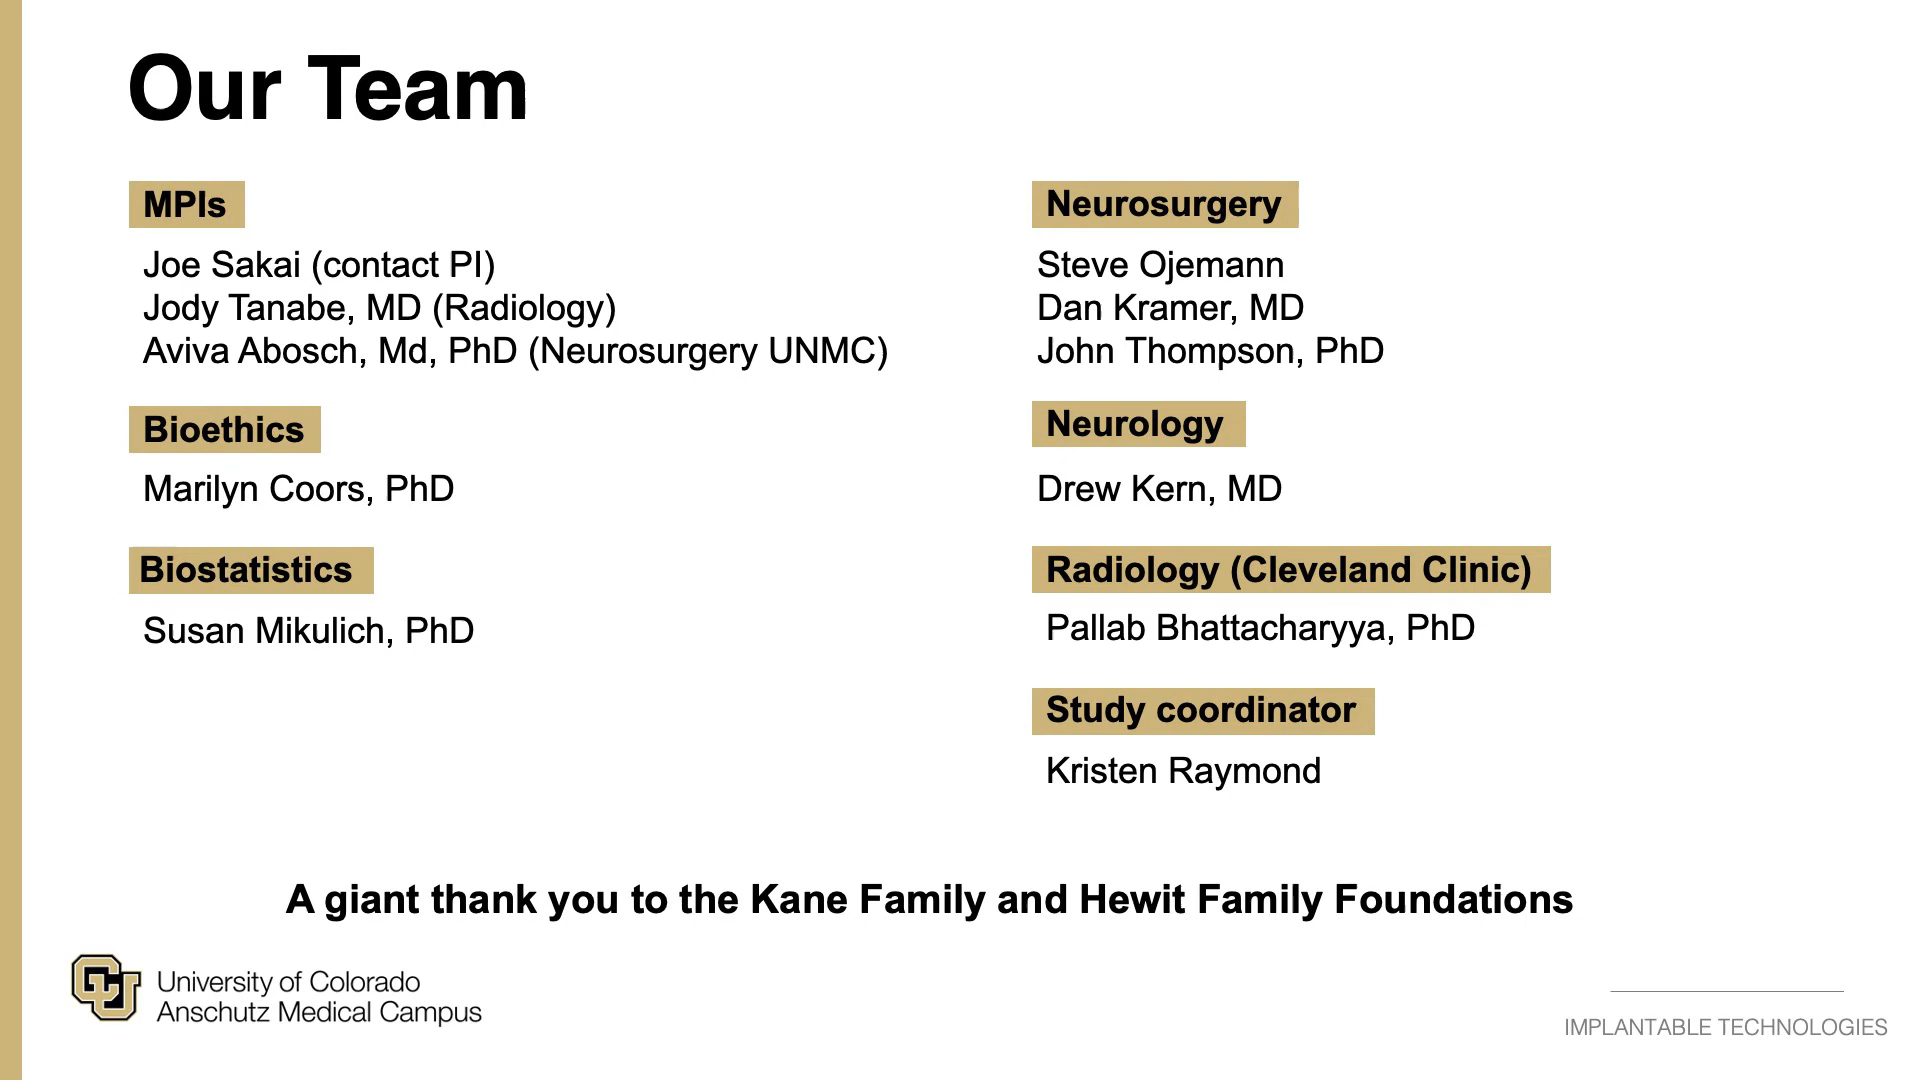 Our Team
MPIs
Joe Sakai (contact PI)
Jody Tanabe, MD (Radiology)
Aviva Abosch, Md, PhD (Neurosurgery UNMC)
Bioethics
Marilyn Coors, PhD
Biostatistics
Susan Mikulich, PhD
Neurosurgery
Steve Ojemann
Dan Kramer, MD
John Thompson, PhD
Neurology
Drew Kern, MD
Radiology (Cleveland Clinic)
Pallab Bhattacharyya, PhD
Study coordinator
Kristen Raymond
A giant thank you to the Kane Family and Hewit Family Foundations
CU
University of Colorado
Anschutz Medical Campus
IMPLANTABLE TECHNOLOGIES